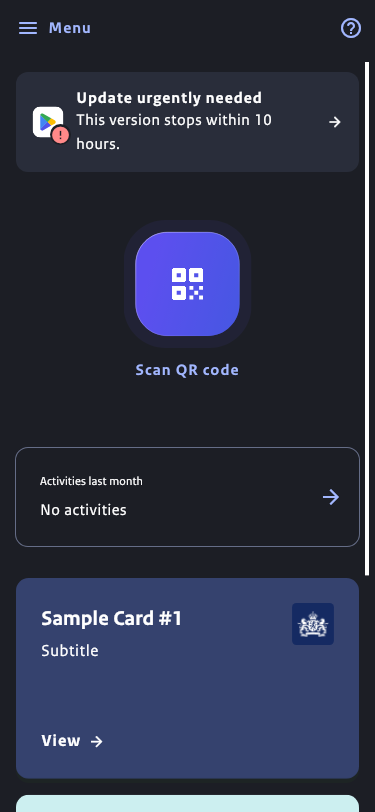 Menu
Update urgently needed
This version stops within 10
hours.
Scan QR code
Activities last month
No activities
Sample Card #1
Subtitle
View